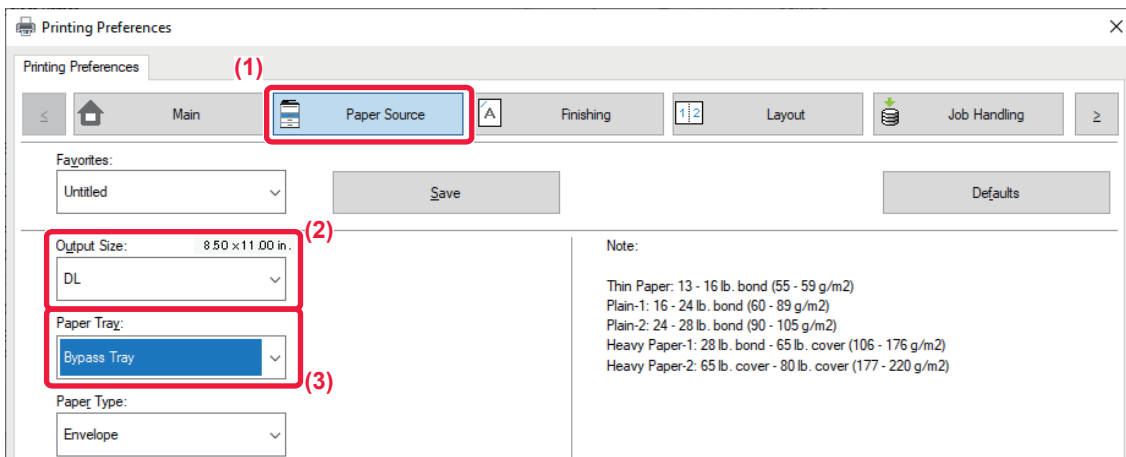 Printing Preferences
Printing Preferences
(1)
≤ Main Paper Source A Finishing 1 2 Layout Job Handling ≥
Favorites:
Untitled Save Defaults
(2)
Output Size: 8.50 x 11.00 in.
DL
Paper Tray:
Bypass Tray
(3)
Paper Type:
Envelope
Note:
Thin Paper: 13 - 16 lb. bond (55 - 59 g/m2)
Plain-1: 16 - 24 lb. bond (60 - 89 g/m2)
Plain-2: 24 - 28 lb. bond (90 - 105 g/m2)
Heavy Paper-1: 28 lb. bond - 65 lb. cover (106 - 176 g/m2)
Heavy Paper-2: 65 lb. cover - 80 lb. cover (177 - 220 g/m2)